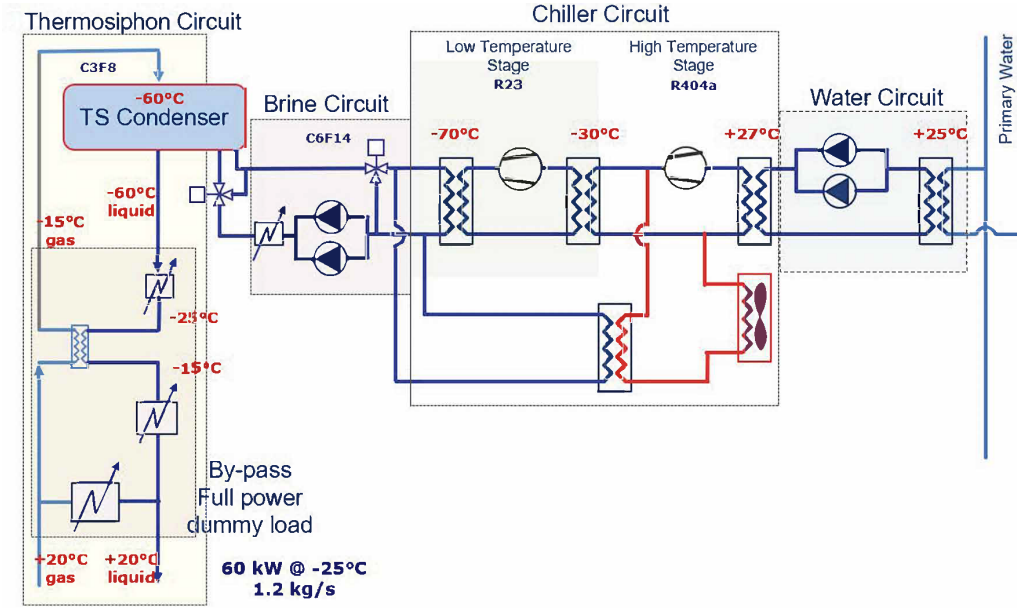 Thermosiphon Circuit
C3F8
-60°C
TS Condenser
-60°C
liquid
-15°C
gas
-25°C
-15°C
By-pass
Full power
dummy load
+20°C
gas
+20°C
liquid
60 kW @ -25°C
1.2 kg/s
Brine Circuit
C6F14
Chiller Circuit
Low Temperature
Stage
R23
High Temperature
Stage
R404a
-70°C
-30°C
+27°C
Water Circuit
+25°C
Primary Water